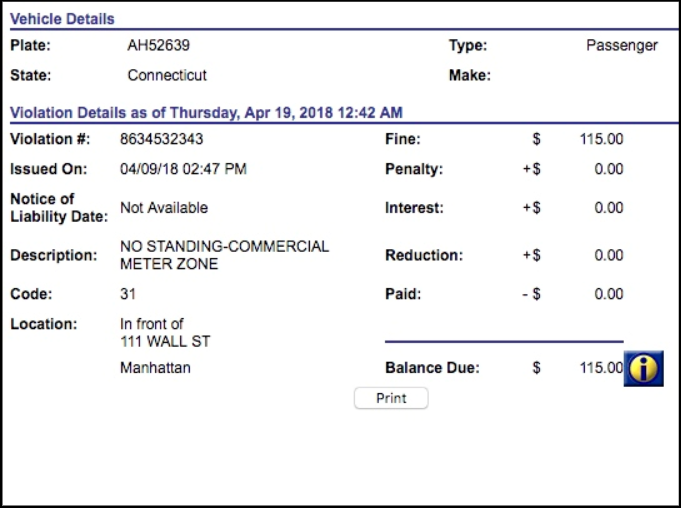 Vehicle Details
Plate: AH52639 Type: Passenger
State: Connecticut Make:
Violation Details as of Thursday, Apr 19, 2018 12:42 AM
Violation #: 8634532343 Fine: $ 115.00
Issued On: 04/09/18 02:47 PM Penalty: +$ 0.00
Notice of
Liability Date: Not Available Interest: +$ 0.00
Description: NO STANDING-COMMERCIAL
METER ZONE Reduction: +$ 0.00
Code: 31 Paid: - $ 0.00
Location: In front of
111 WALL ST
Manhattan Balance Due: $ 115.00 i
Print